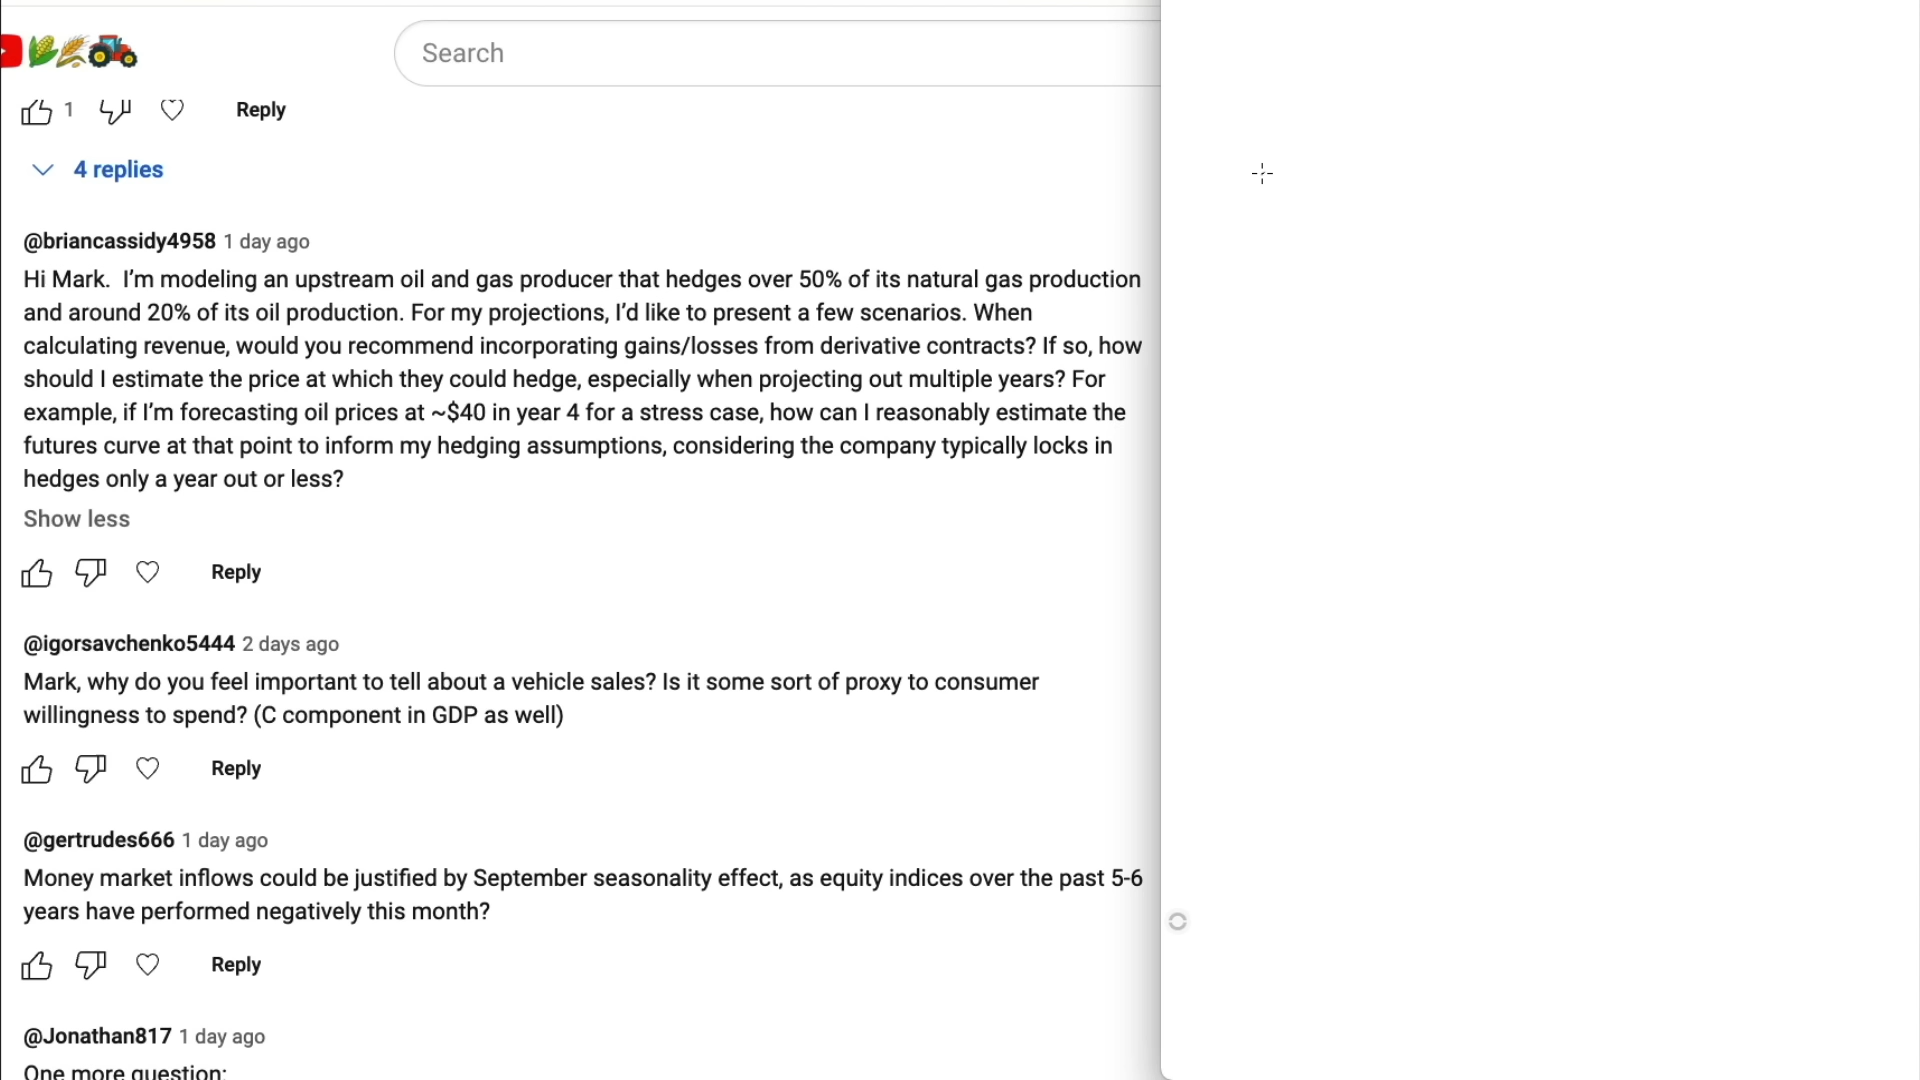 Search
1
Reply
4 replies
@briancassidy4958 1 day ago
Hi Mark.  I’m modeling an upstream oil and gas producer that hedges over 50% of its natural gas production
and around 20% of its oil production. For my projections, I’d like to present a few scenarios. When
calculating revenue, would you recommend incorporating gains/losses from derivative contracts? If so, how
should I estimate the price at which they could hedge, especially when projecting out multiple years? For
example, if I’m forecasting oil prices at ~$40 in year 4 for a stress case, how can I reasonably estimate the
futures curve at that point to inform my hedging assumptions, considering the company typically locks in
hedges only a year out or less?
Show less
Reply
@igorsavchenko5444 2 days ago
Mark, why do you feel important to tell about a vehicle sales? Is it some sort of proxy to consumer
willingness to spend? (C component in GDP as well)
Reply
@gertrudes666 1 day ago
Money market inflows could be justified by September seasonality effect, as equity indices over the past 5-6
years have performed negatively this month?
Reply
@Jonathan817 1 day ago
One more question: